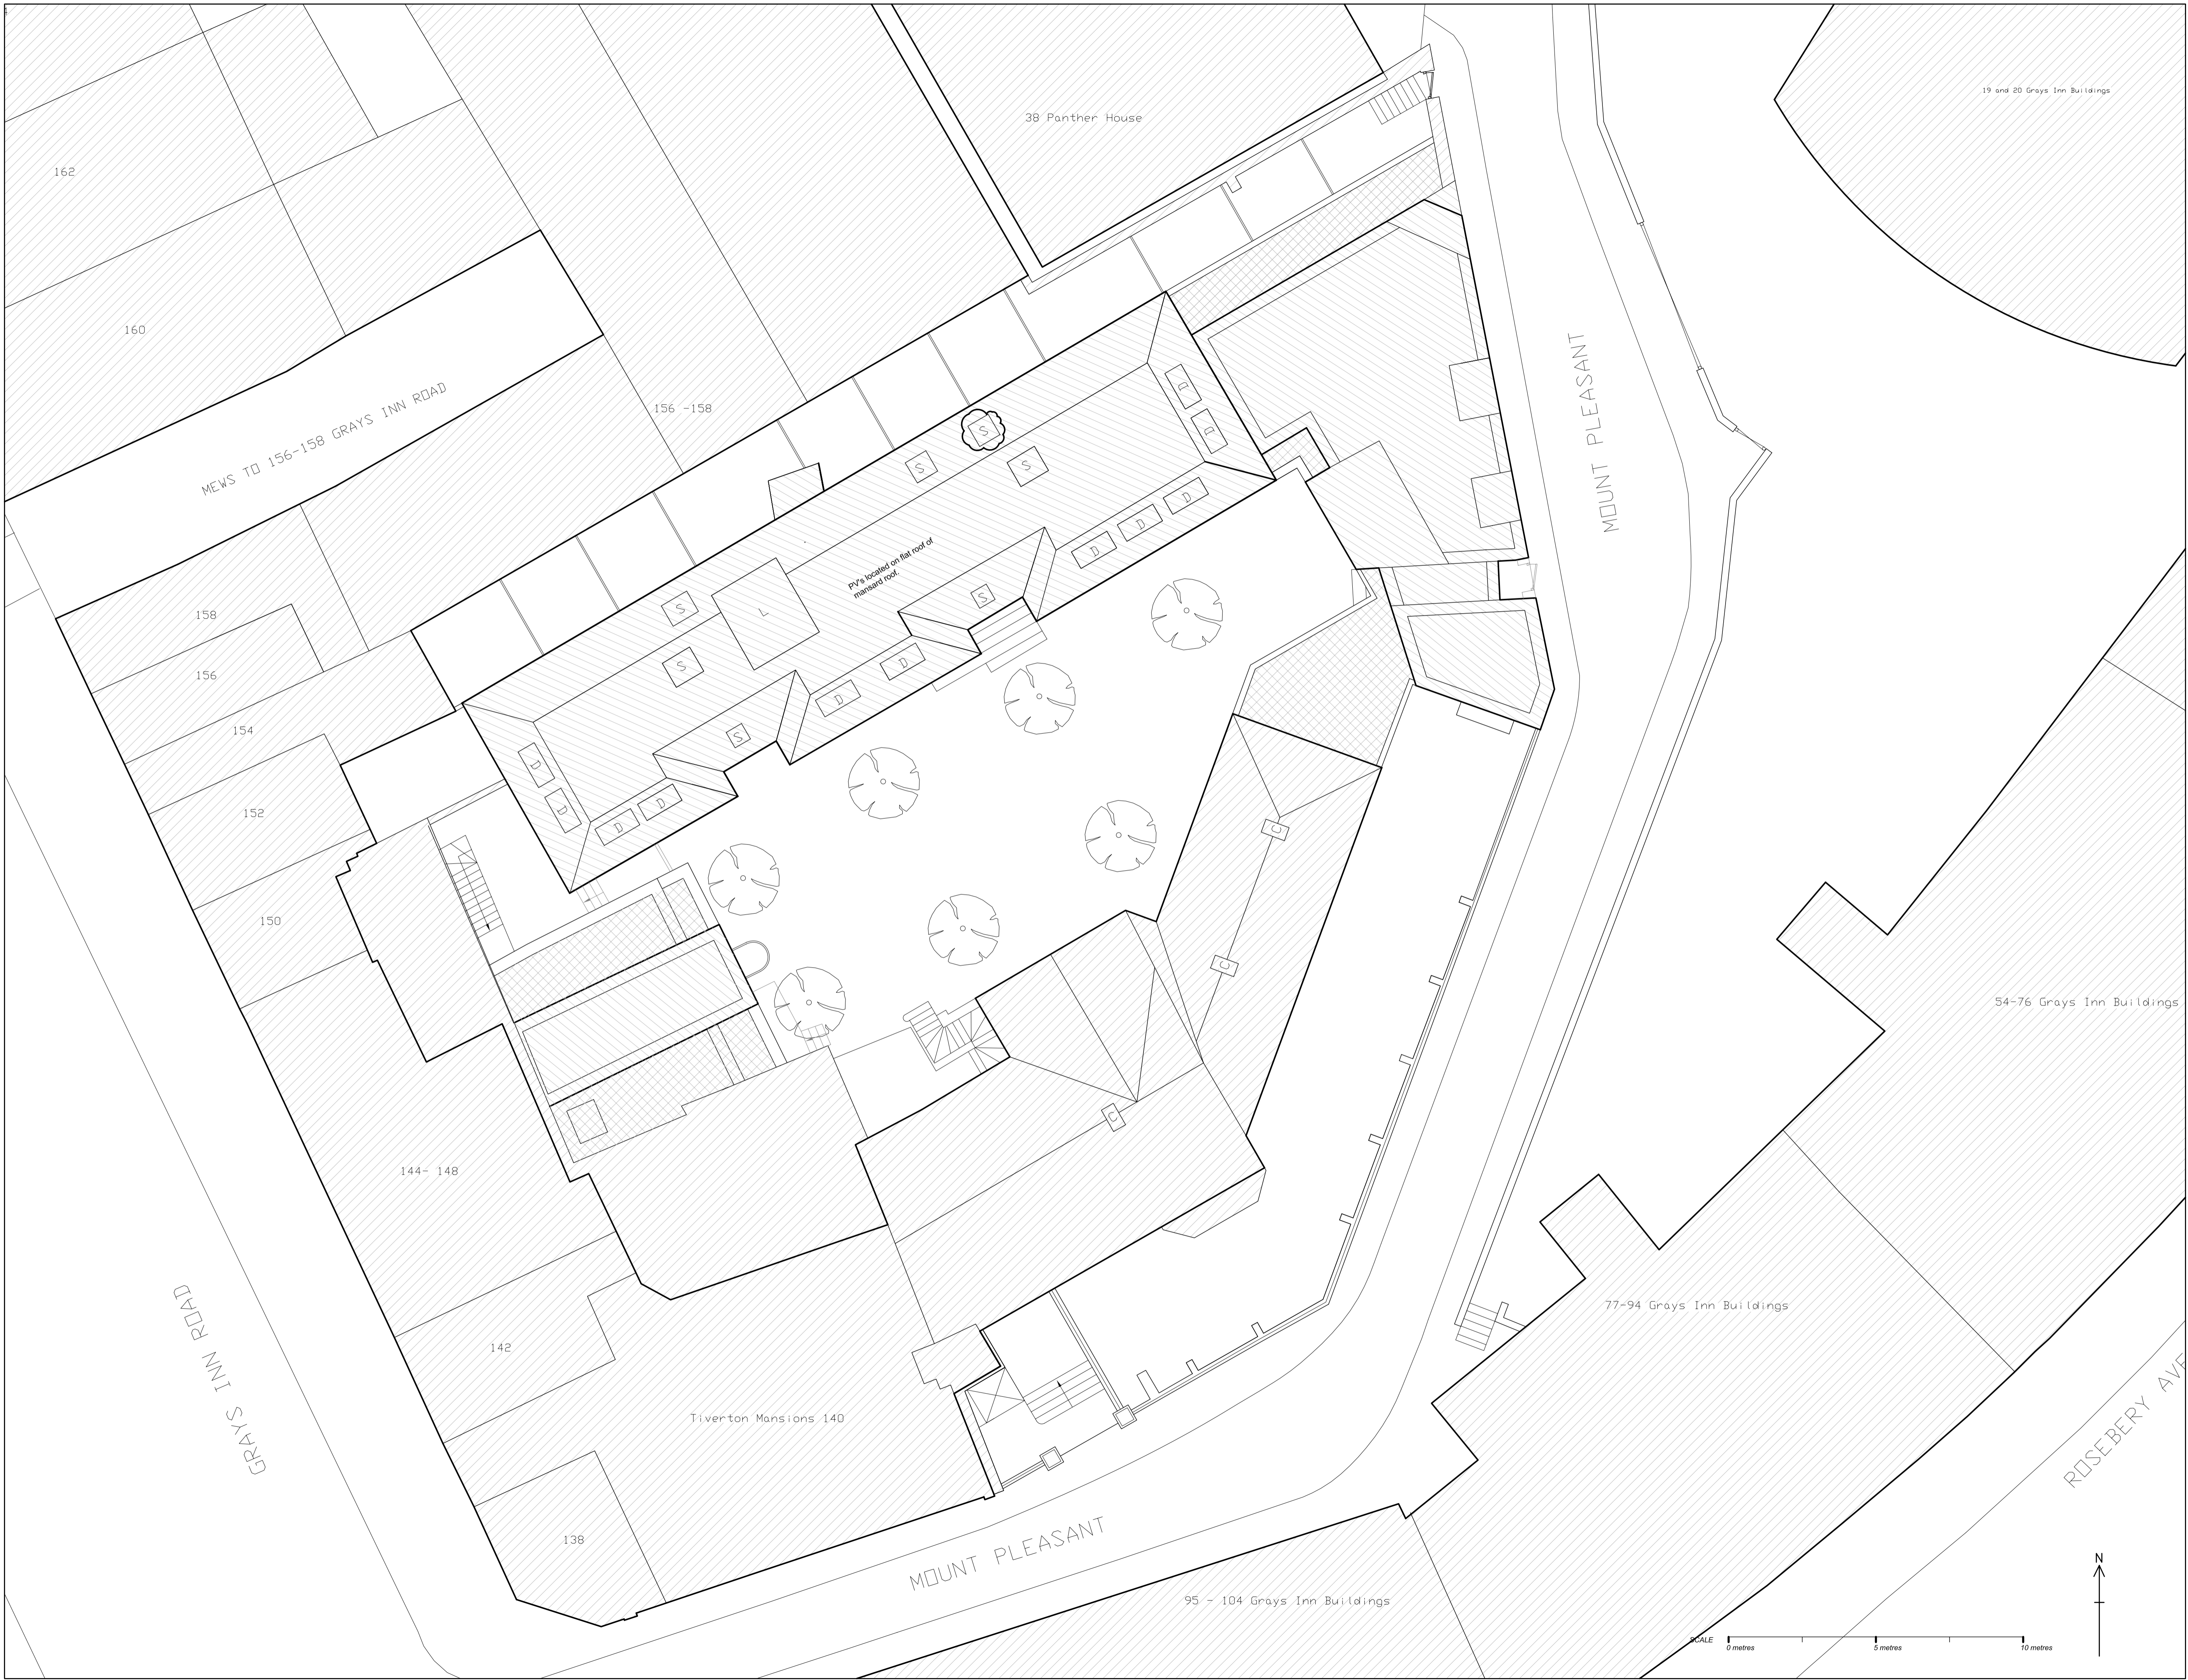 19 and 20 Grays Inn Buildings
38 Panther House
162
160
MEWS TO 156-158 GRAYS INN ROAD
156 -158
MOUNT PLEASANT
S
S
S
D
D
D
D
D
PV's located on flat roof of
mansard roof.
S
S
L
S
D
D
S
D
D
D
D
158
156
154
152
150
C
C
C
54-76 Grays Inn Buildings
144- 148
77-94 Grays Inn Buildings
142
GRAYS INN ROAD
Tiverton Mansions 140
ROSEBERY AVE
138
MOUNT PLEASANT
95 - 104 Grays Inn Buildings
N
SCALE
0 metres
5 metres
10 metres